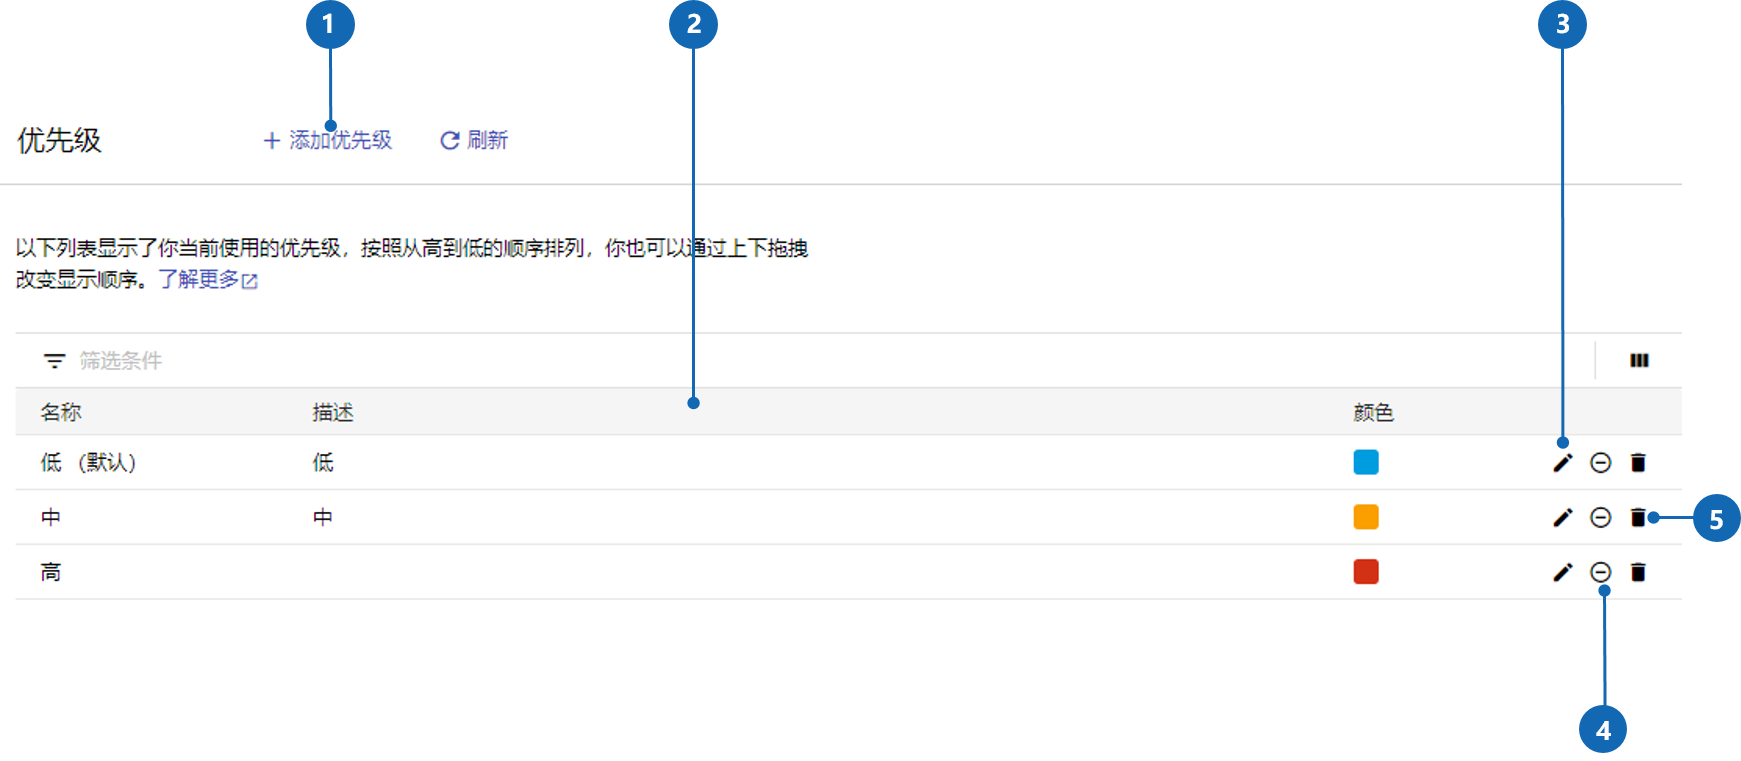 1
2
3
优先级
添加优先级
刷新
以下列表显示了你当前使用的优先级，按照从高到低的顺序排列，你也可以通过上下拖拽
改变显示顺序。了解更多
筛选条件
名称 描述 颜色
低 （默认） 低
中 中
5
高
4